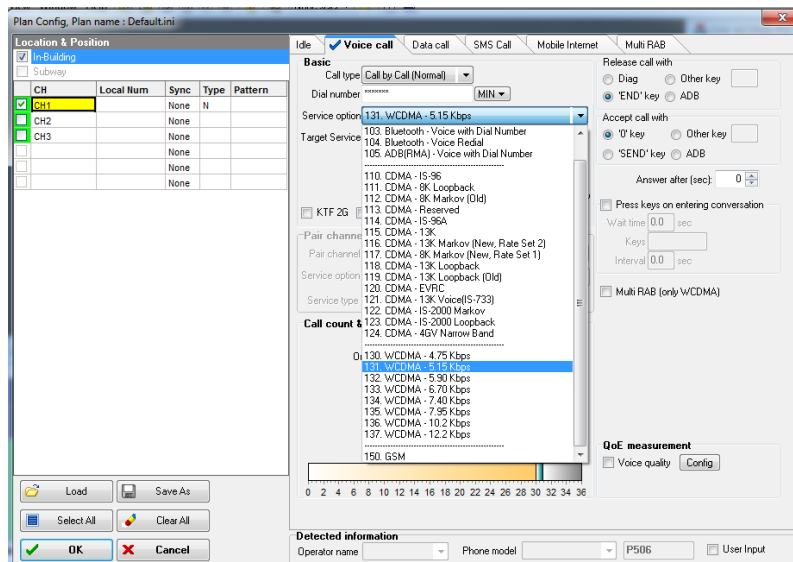 Plan Config, Plan name : Default.ini
Location & Position
In-Building
Subway
CH Local Num Sync Type Pattern
CH1 None N
CH2 None
CH3 None
None
None
None
Load Save As
Select All Clear All
OK Cancel
Idle Voice call Data call SMS Call Mobile Internet Multi RAB
Basic
Call type Call by Call (Normal)
Dial number ******** MIN
Service option 131. WCDMA - 5.15 Kbps
Target Service
103. Bluetooth - Voice with Dial Number
104. Bluetooth - Voice Redial
105. ADB(RMA) - Voice with Dial Number
110. CDMA - IS-96
111. CDMA - 8K Loopback
112. CDMA - 8K Markov (Old)
113. CDMA - Reserved
114. CDMA - IS-96A
115. CDMA - 13K
116. CDMA - 13K Markov (New, Rate Set 2)
117. CDMA - 8K Markov (New, Rate Set 1)
118. CDMA - 13K Loopback
119. CDMA - 13K Loopback (Old)
120. CDMA - EVRC
121. CDMA - 13K Voice(IS-733)
122. CDMA - IS-2000 Markov
123. CDMA - IS-2000 Loopback
124. CDMA - 4GV Narrow Band
130. WCDMA - 4.75 Kbps
131. WCDMA - 5.15 Kbps
132. WCDMA - 5.90 Kbps
133. WCDMA - 6.70 Kbps
134. WCDMA - 7.40 Kbps
135. WCDMA - 7.95 Kbps
136. WCDMA - 10.2 Kbps
137. WCDMA - 12.2 Kbps
150. GSM
KTF 2G
Pair channe
Pair channel
Service option
Service type
Call count &
0 2 4 6 8 10 12 14 16 18 20 22 24 26 28 30 32 34 36
Release call with
Diag Other key
'END' key ADB
Accept call with
'0' key Other key
'SEND' key ADB
Answer after (sec): 0
Press keys on entering conversation
Wait time 0.0 sec
Keys
Interval 0.0 sec
Multi RAB (only WCDMA)
QoE measurement
Voice quality Config
Detected information
Operator name Phone model P506 User Input